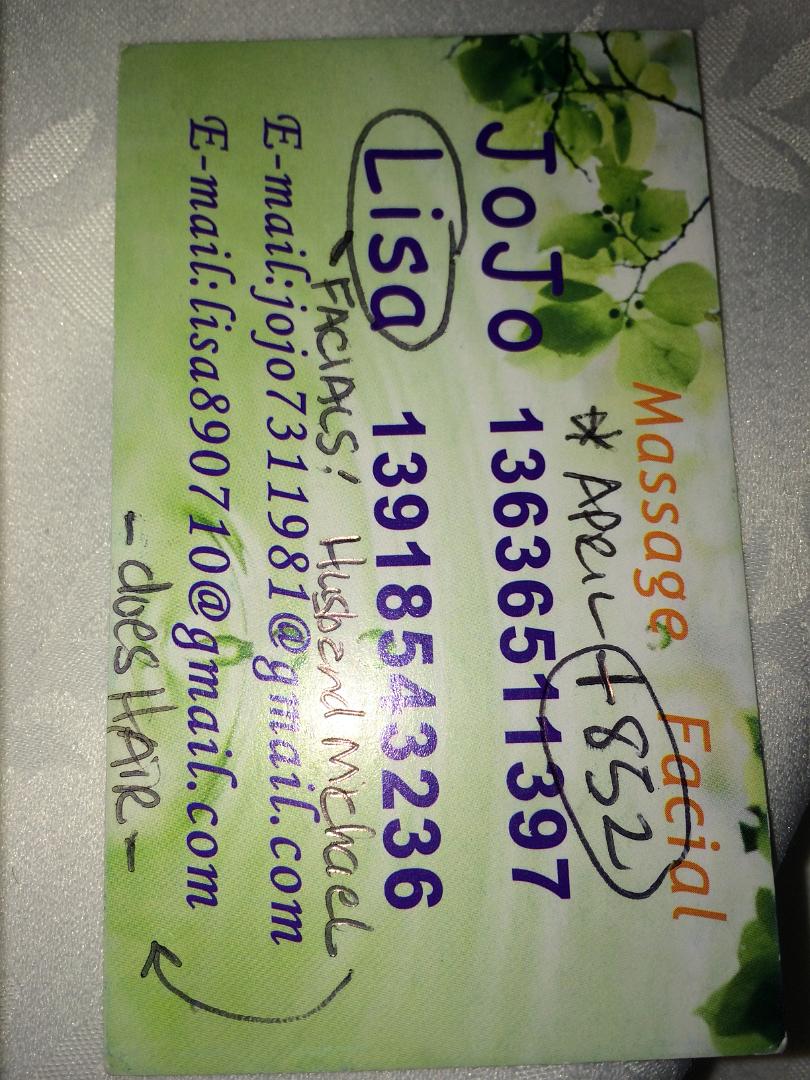 Massage Facial
* APRIL +852
JoJo 13636511397
Lisa 13918543236
- FACIALS! Husband Michael
E-mail:jojo7311981@gmail.com
E-mail:lisa890710@gmail.com
- does HAIR -